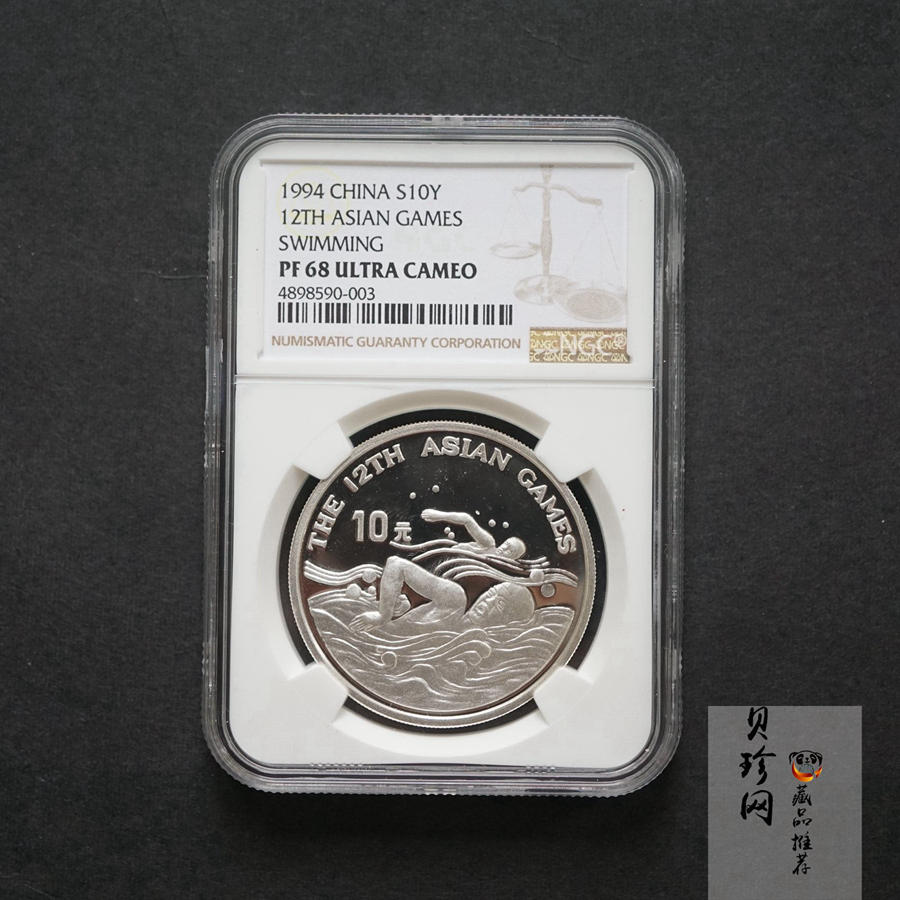 1994 CHINA S10Y
12TH ASIAN GAMES
SWIMMING
PF 68 ULTRA CAMEO
4898590-003
NUMISMATIC GUARANTY CORPORATION
NGC
THE 12TH ASIAN GAMES
10元
贝珍网
藏品推荐